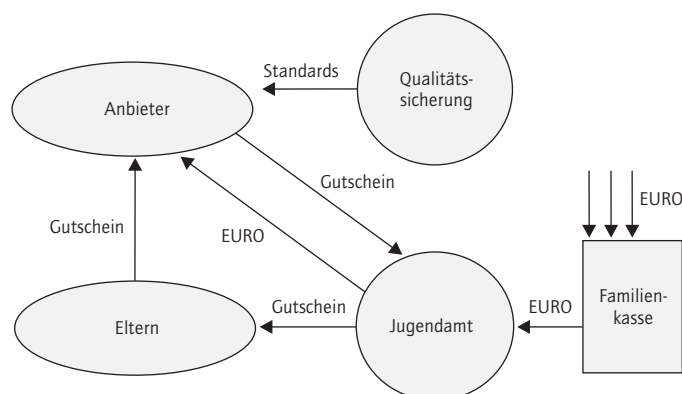 Standards
Qualitäts-
sicherung
Anbieter
Gutschein
EURO
Gutschein
EURO
Gutschein
EURO
Familien-
kasse
Eltern
Jugendamt